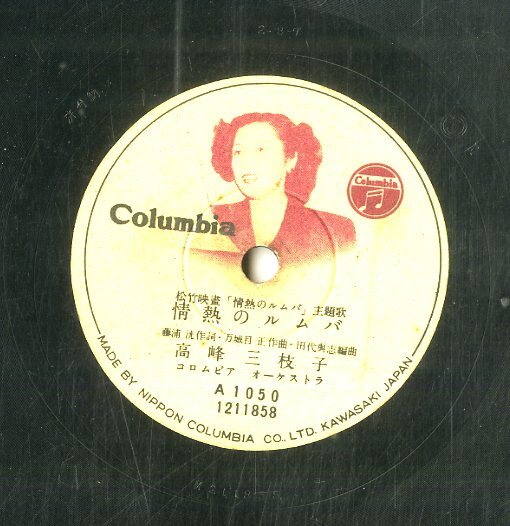 Columbia
Columbia
松竹映畫「情熱のルムバ」主題歌
情熱のルムバ
藤浦 洸作詞・万城目 正作曲・田代與志編曲
高峰三枝子
コロムビア オーケストラ
A1050
1211858
MADE BY NIPPON COLUMBIA CO., LTD. KAWASAKI JAPAN